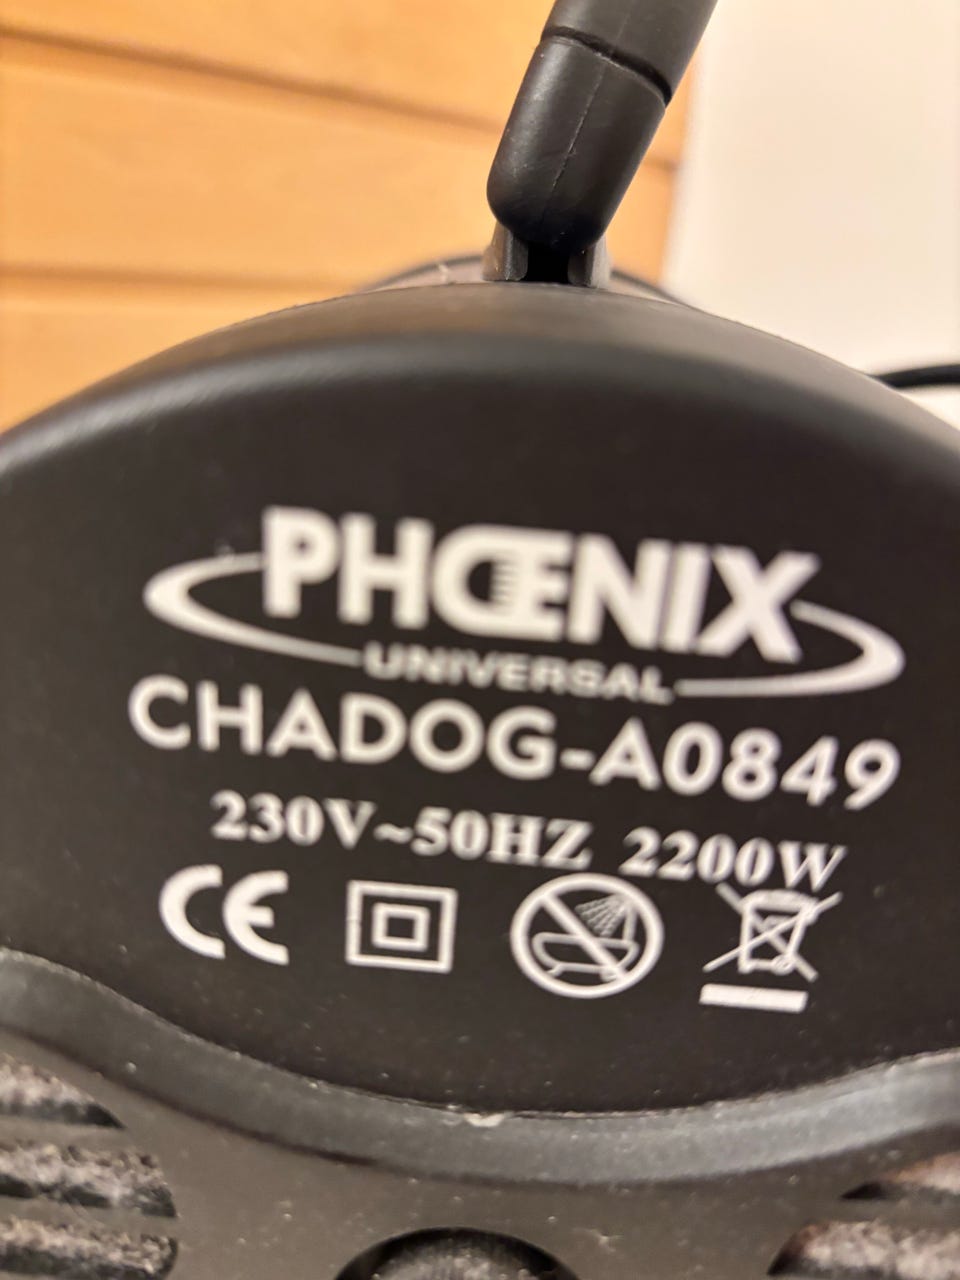 PHŒNIX
UNIVERSAL
CHADOG-A0849
230V~50HZ 2200W
CE